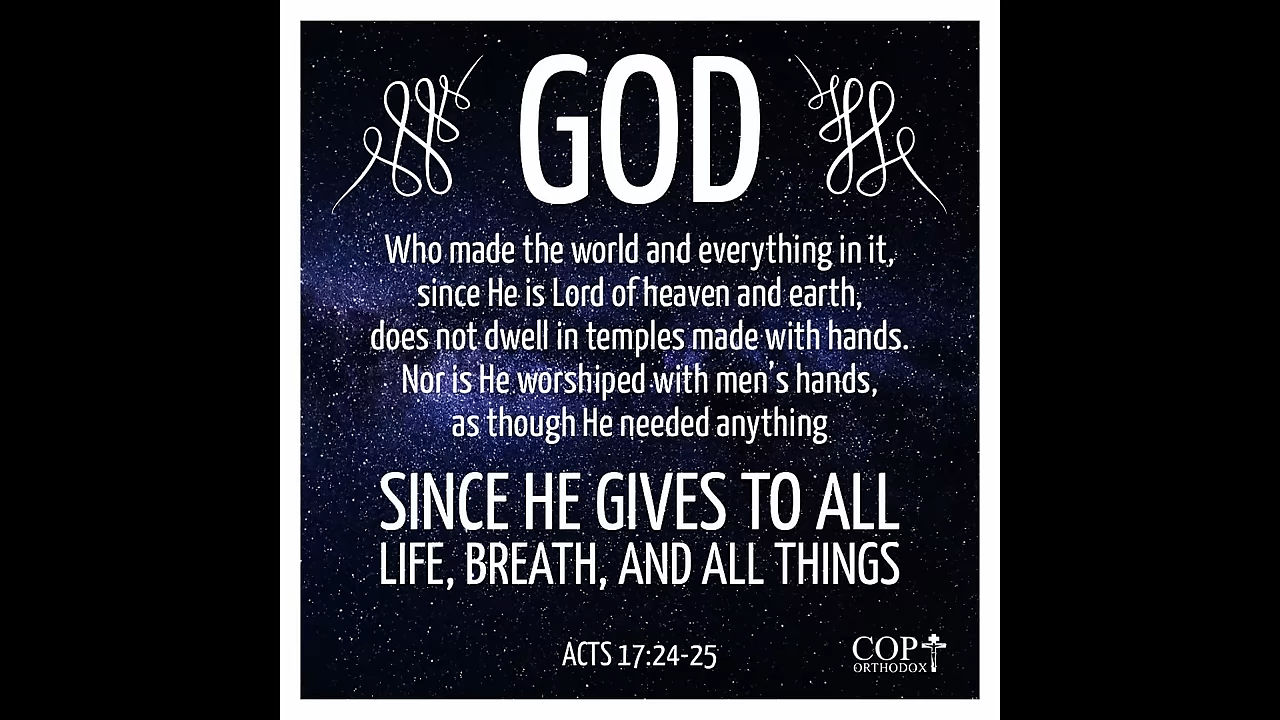 GOD
Who made the world and everything in it,
since He is Lord of heaven and earth,
does not dwell in temples made with hands.
Nor is He worshiped with men's hands,
as though He needed anything
SINCE HE GIVES TO ALL
LIFE, BREATH, AND ALL THINGS
ACTS 17:24-25
COP
ORTHODOX